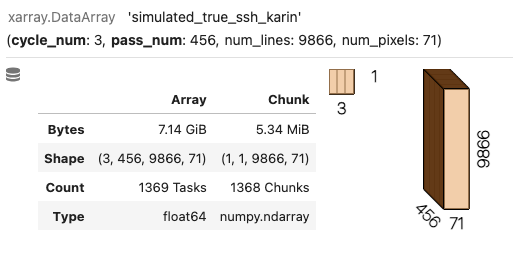 xarray.DataArray 'simulated_true_ssh_karin'
(cycle_num: 3, pass_num: 456, num_lines: 9866, num_pixels: 71)
Array Chunk
Bytes 7.14 GiB 5.34 MiB
Shape (3, 456, 9866, 71) (1, 1, 9866, 71)
Count 1369 Tasks 1368 Chunks
Type float64 numpy.ndarray
1
3
9866
456
71